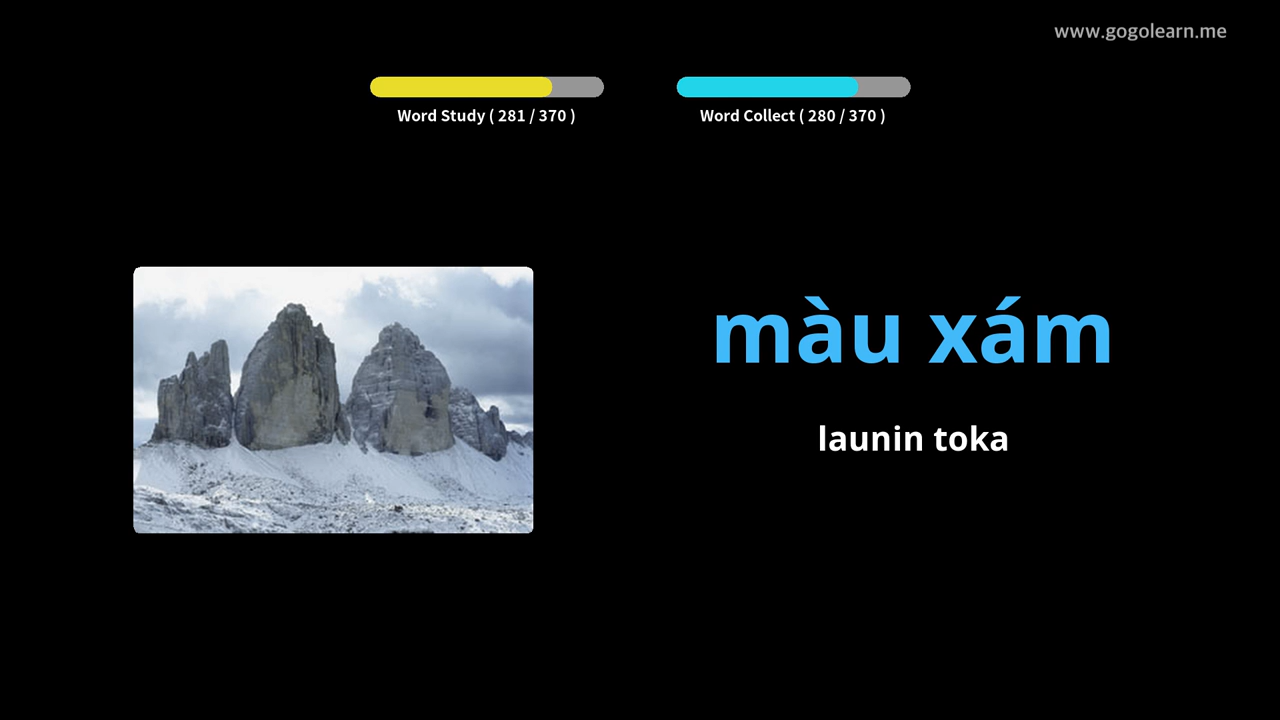 www.gogolearn.me
Word Study ( 281 / 370 )
Word Collect ( 280 / 370 )
màu xám
launin toka